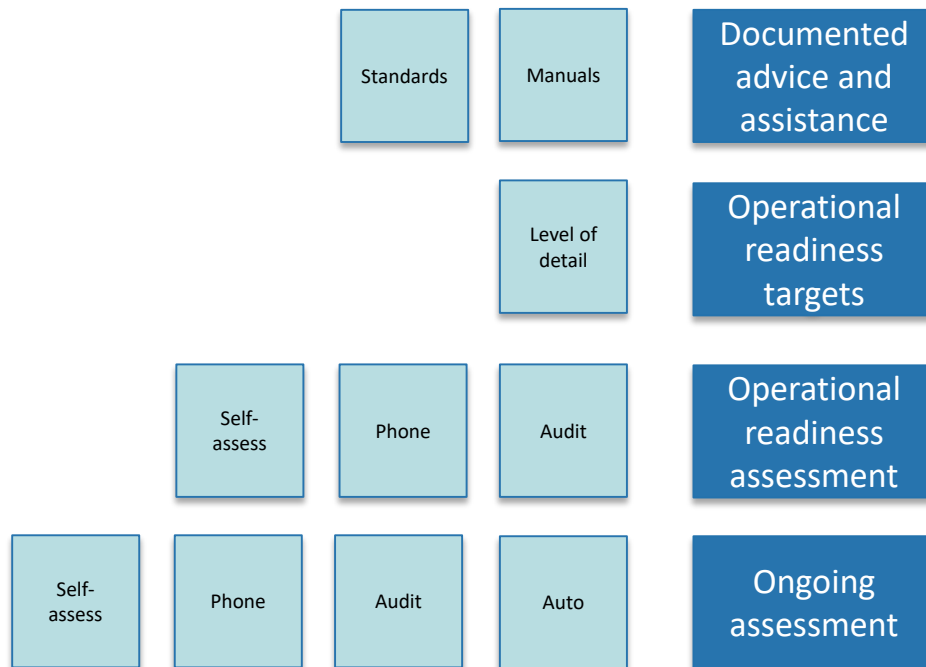 Standards
Manuals
Documented
advice and
assistance
Level of
detail
Operational
readiness
targets
Self-
assess
Phone
Audit
Operational
readiness
assessment
Self-
assess
Phone
Audit
Auto
Ongoing
assessment